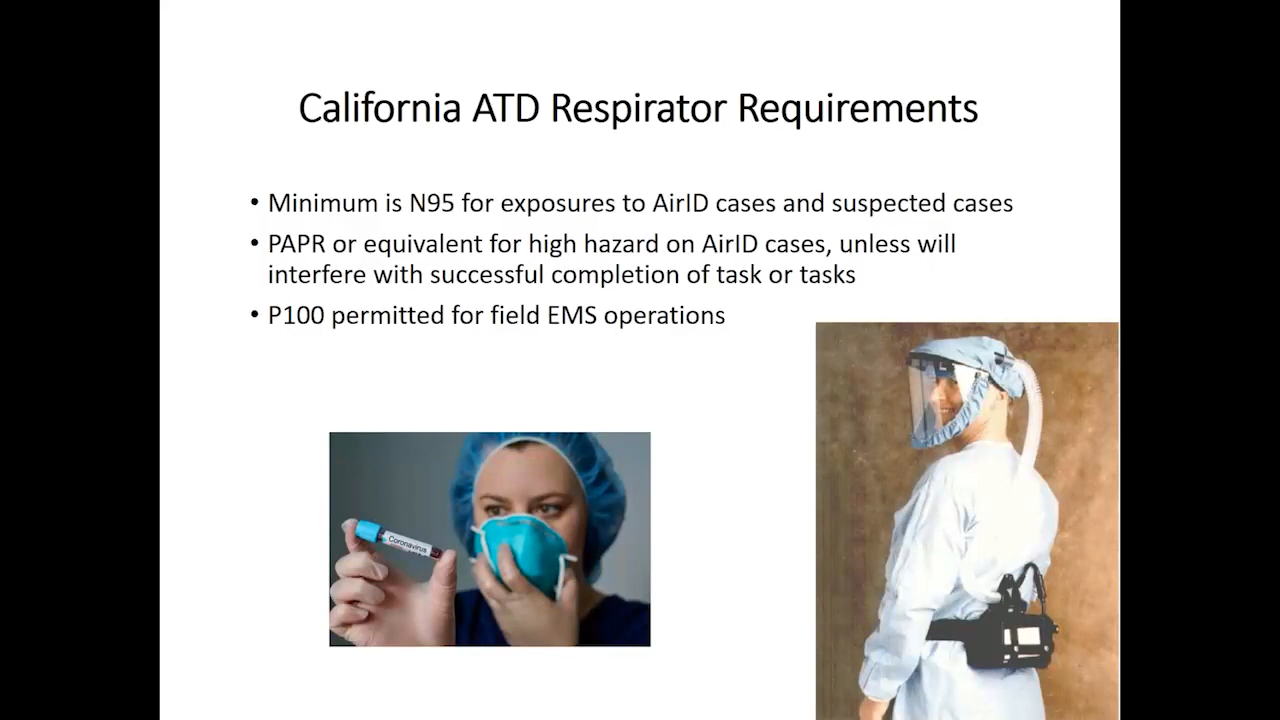 California ATD Respirator Requirements
• Minimum is N95 for exposures to AirID cases and suspected cases
• PAPR or equivalent for high hazard on AirID cases, unless will
interfere with successful completion of task or tasks
• P100 permitted for field EMS operations
Coronavirus